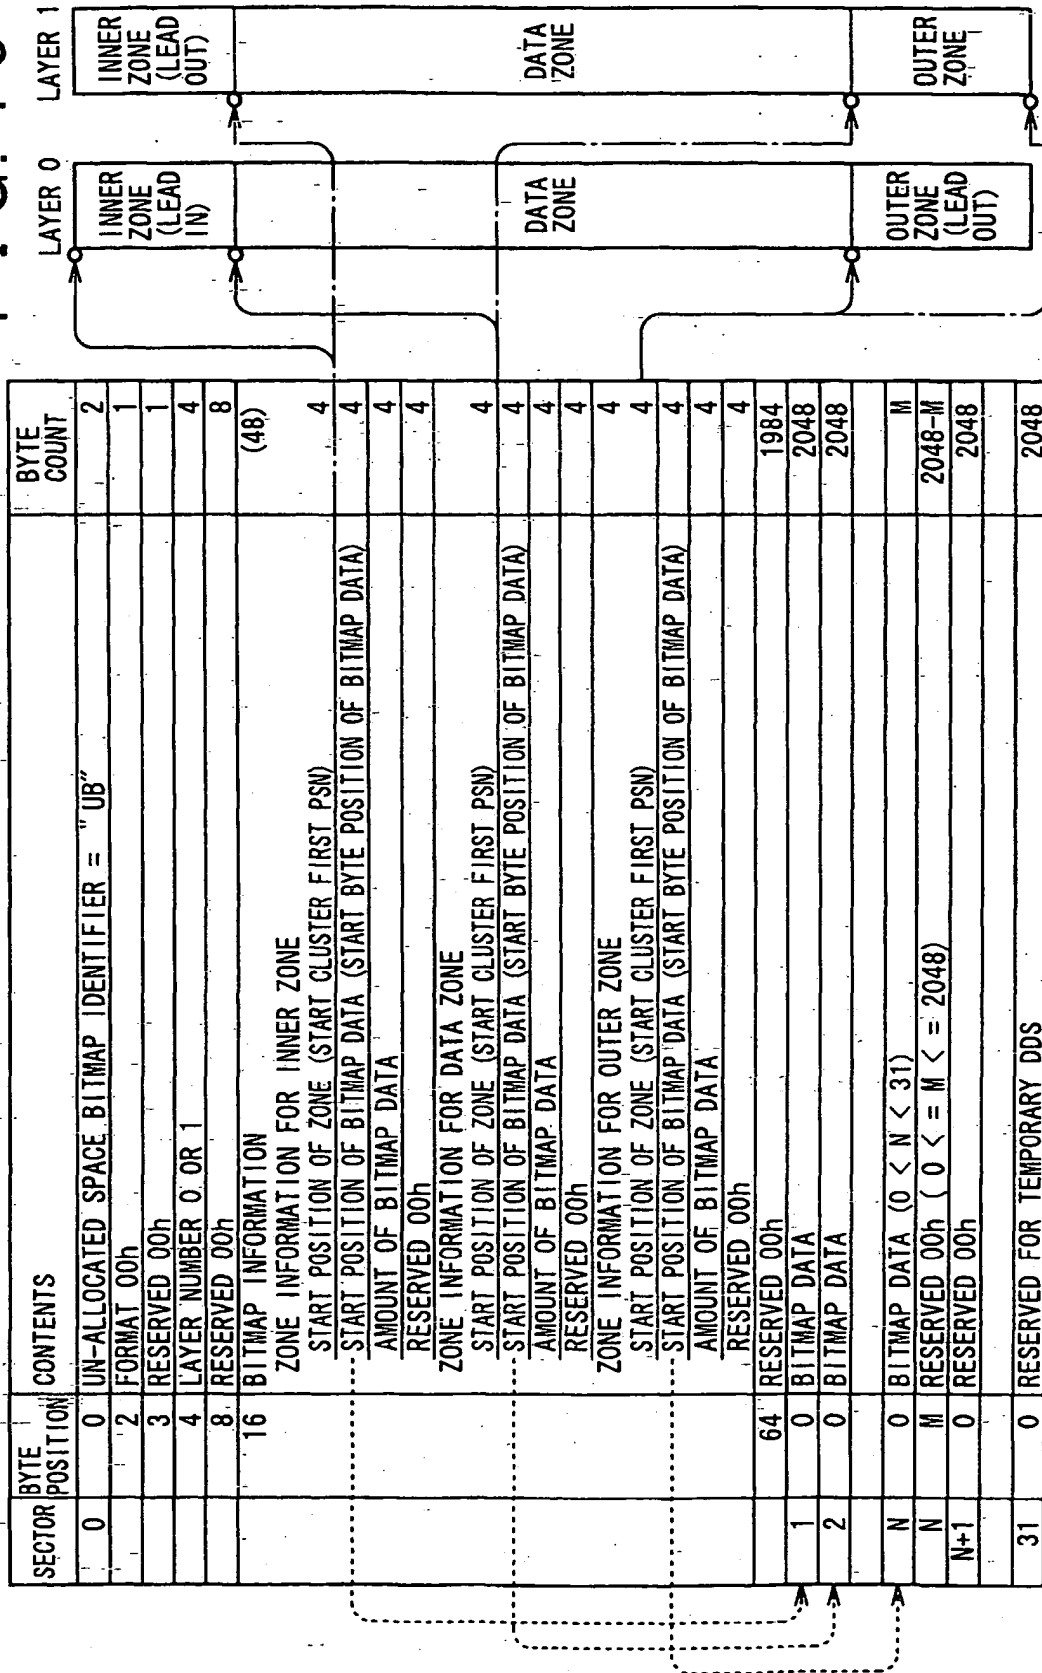 SECTOR BYTE POSITION CONTENTS BYTE COUNT
0 0 UN-ALLOCATED SPACE BITMAP IDENTIFIER = "UB" 2
2 FORMAT 00h 1
3 RESERVED 00h 1
4 LAYER NUMBER 0 OR 1 4
8 RESERVED 00h 8
16 BITMAP INFORMATION (48)
ZONE INFORMATION FOR INNER ZONE
START POSITION OF ZONE (START CLUSTER FIRST PSN) 4
START POSITION OF BITMAP DATA (START BYTE POSITION OF BITMAP DATA) 4
AMOUNT OF BITMAP DATA 4
RESERVED 00h 4
ZONE INFORMATION FOR DATA ZONE
START POSITION OF ZONE (START CLUSTER FIRST PSN) 4
START POSITION OF BITMAP DATA (START BYTE POSITION OF BITMAP DATA) 4
AMOUNT OF BITMAP DATA 4
RESERVED 00h 4
ZONE INFORMATION FOR OUTER ZONE 4
START POSITION OF ZONE (START CLUSTER FIRST PSN) 4
START POSITION OF BITMAP DATA (START BYTE POSITION OF BITMAP DATA) 4
AMOUNT OF BITMAP DATA 4
RESERVED 00h 4
64 RESERVED 00h 1984
1 0 BITMAP DATA 2048
2 0 BITMAP DATA 2048
N 0 BITMAP DATA (0 < N < 31) M
N M RESERVED 00h ( 0 < = M < = 2048) 2048-M
N+1 0 RESERVED 00h 2048
31 0 RESERVED FOR TEMPORARY DDS 2048
LAYER 0
INNER
ZONE
(LEAD
IN)
DATA
ZONE
OUTER
ZONE
(LEAD
OUT)
LAYER 1
INNER
ZONE
(LEAD
OUT)
DATA
ZONE
OUTER
ZONE